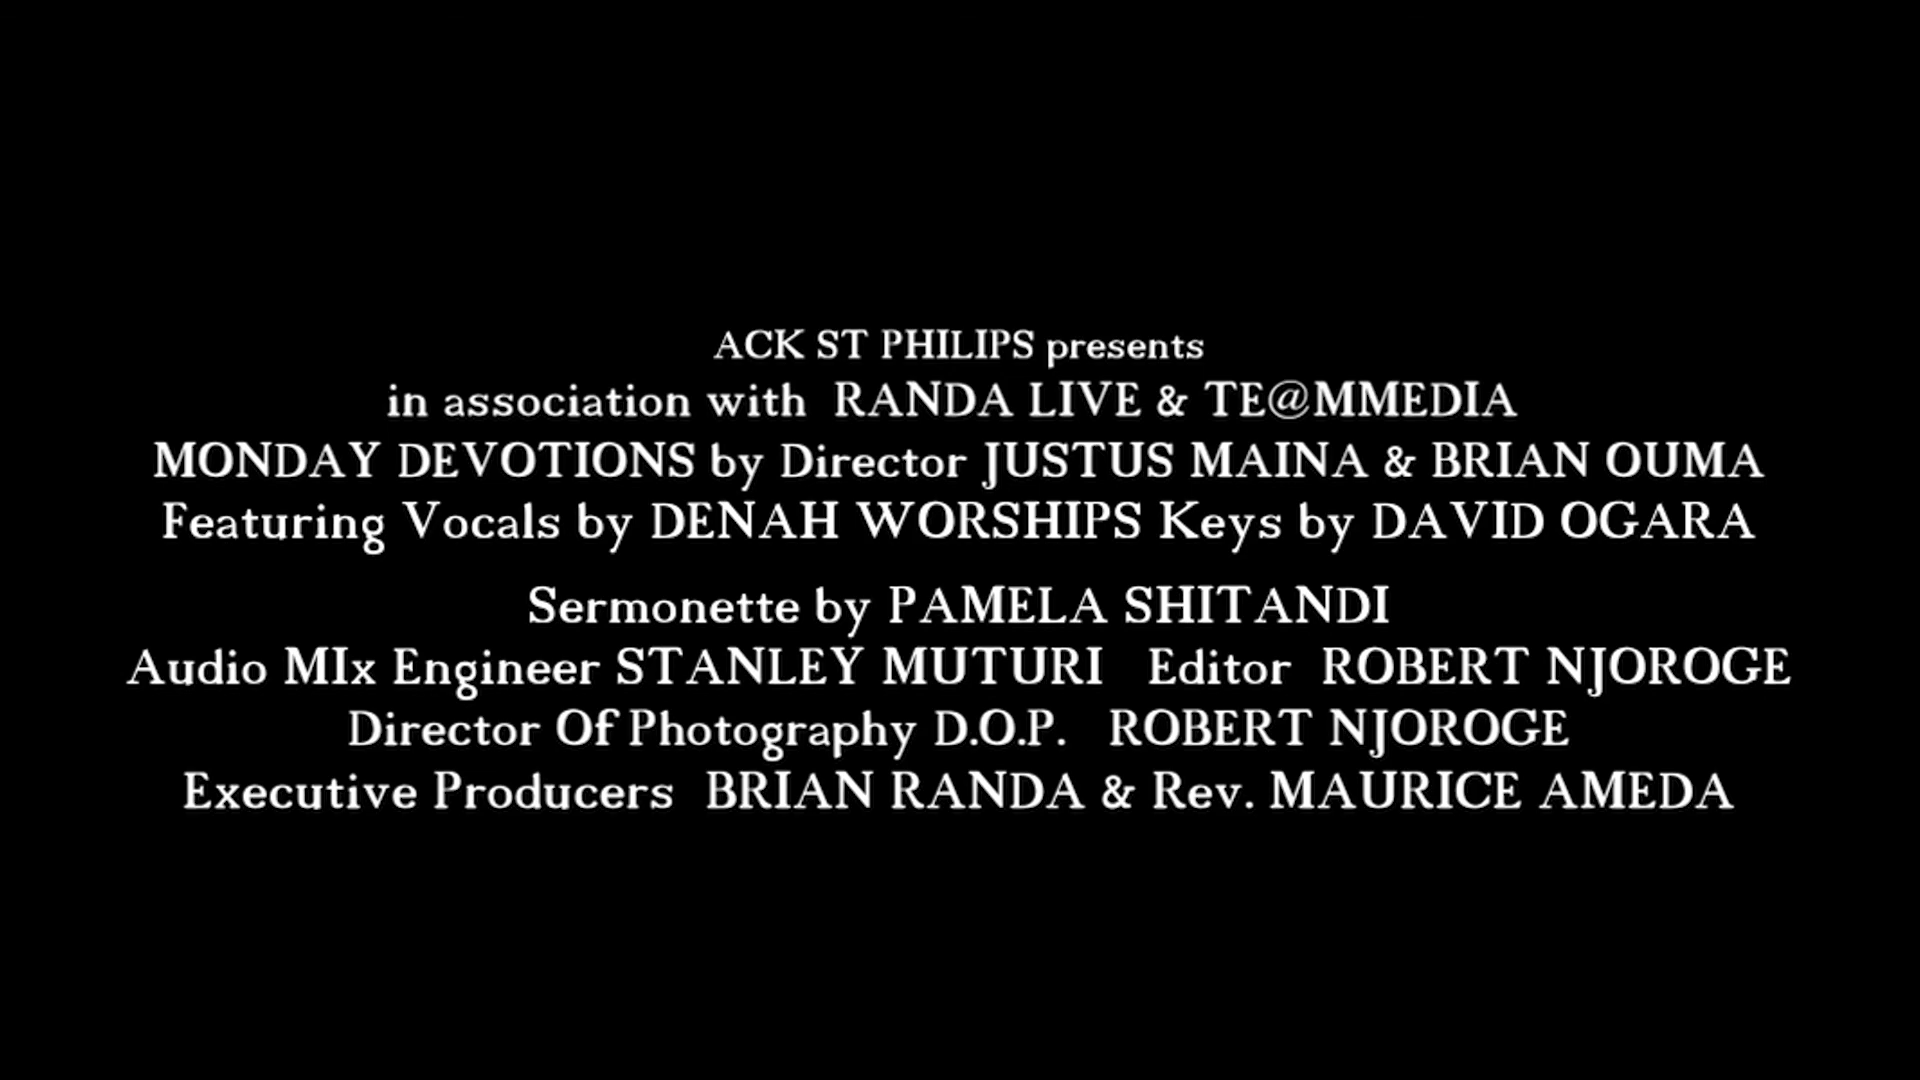 ACK ST PHILIPS presents
in association with RANDA LIVE & TE@MMEDIA
MONDAY DEVOTIONS by Director JUSTUS MAINA & BRIAN OUMA
Featuring Vocals by DENAH WORSHIPS Keys by DAVID OGARA
Sermonette by PAMELA SHITANDI
Audio MIx Engineer STANLEY MUTURI Editor ROBERT NJOROGE
Director Of Photography D.O.P. ROBERT NJOROGE
Executive Producers BRIAN RANDA & Rev. MAURICE AMEDA